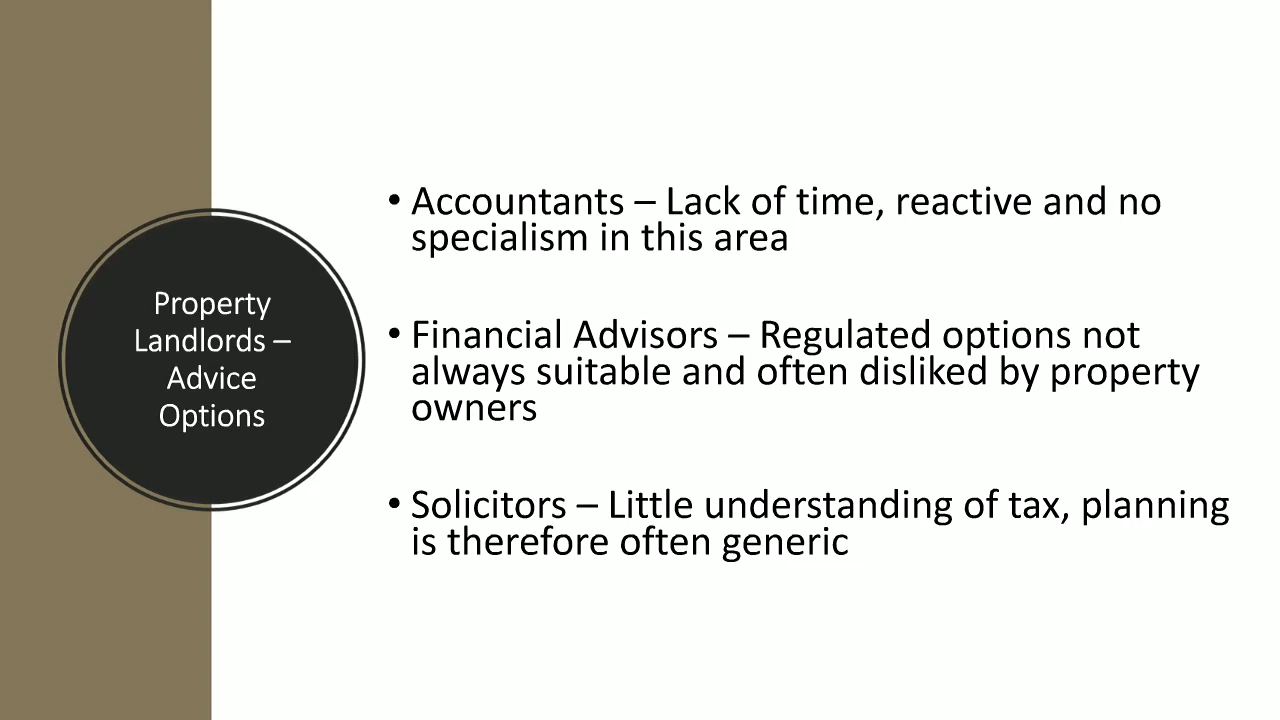 Property
Landlords –
Advice
Options
• Accountants – Lack of time, reactive and no
specialism in this area
• Financial Advisors – Regulated options not
always suitable and often disliked by property
owners
• Solicitors – Little understanding of tax, planning
is therefore often generic